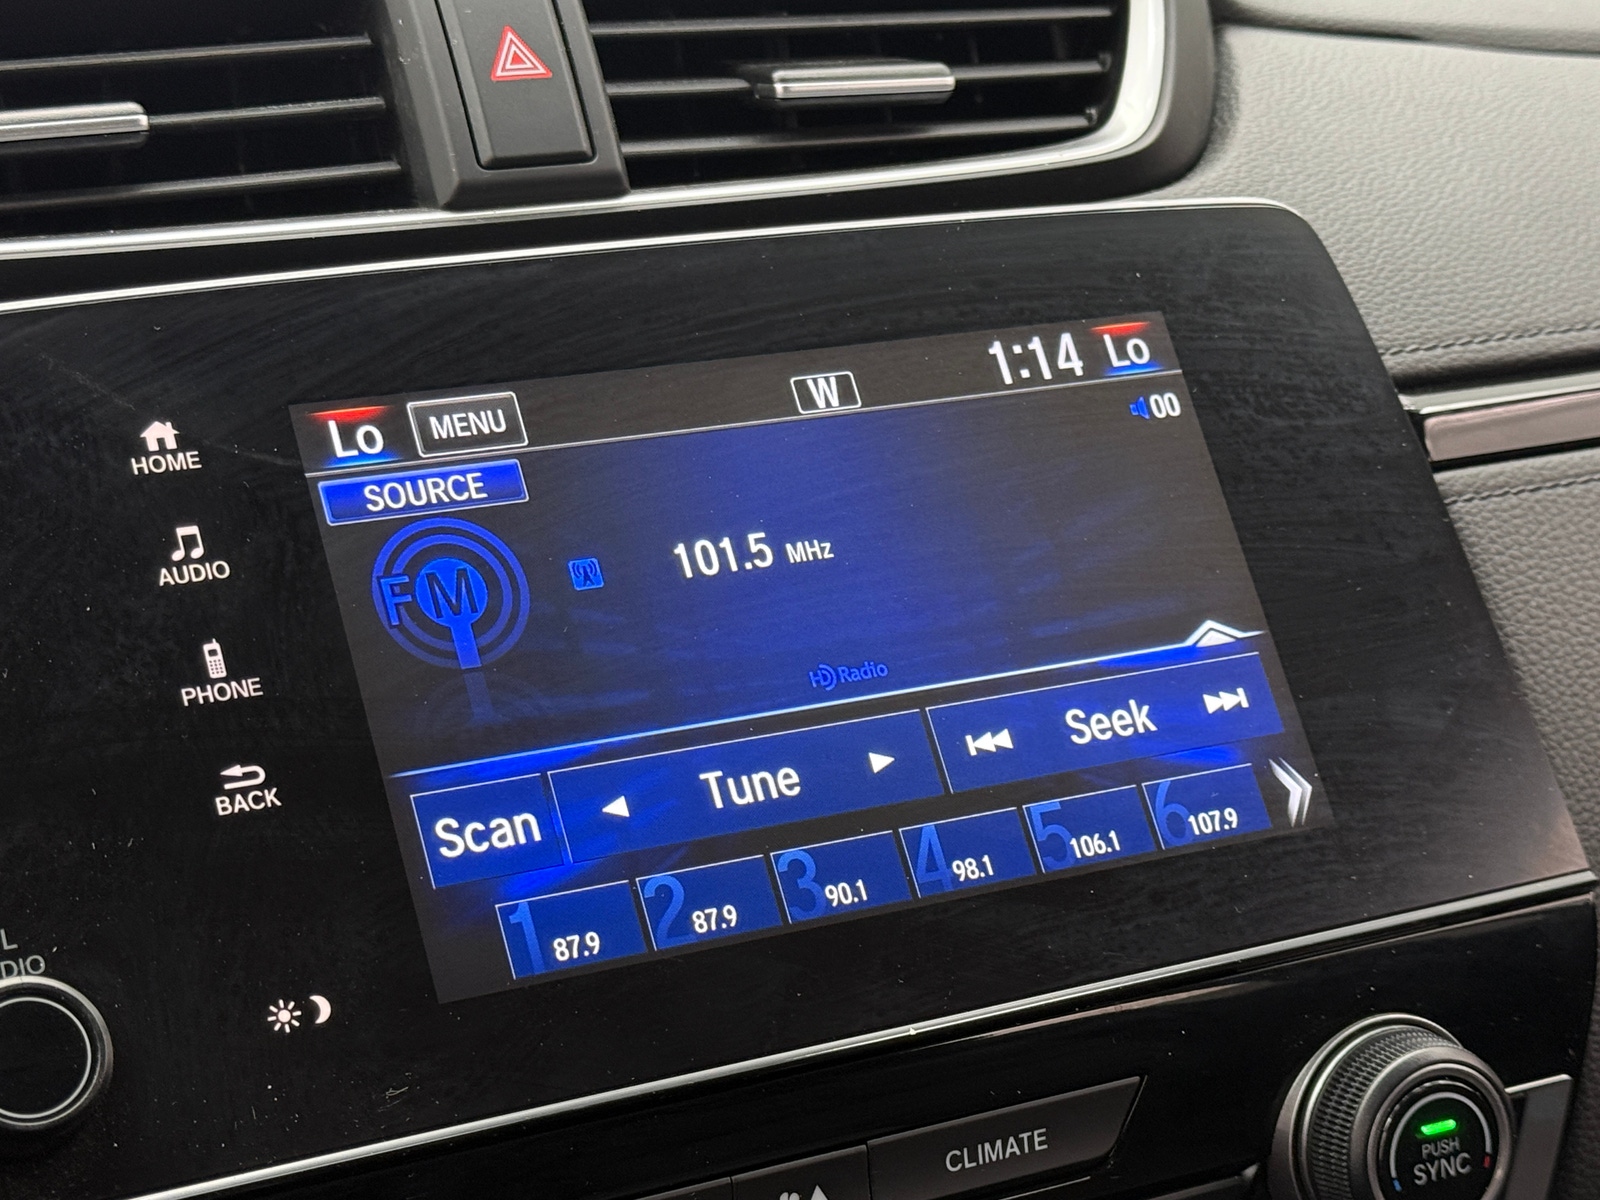 Lo
MENU
W
1:14
Lo
00
SOURCE
FM
101.5 MHz
HD Radio
Scan
Tune
Seek
1 87.9
2 87.9
3 90.1
4 98.1
5 106.1
6 107.9
HOME
AUDIO
PHONE
BACK
L
DIO
CLIMATE
PUSH
SYNC